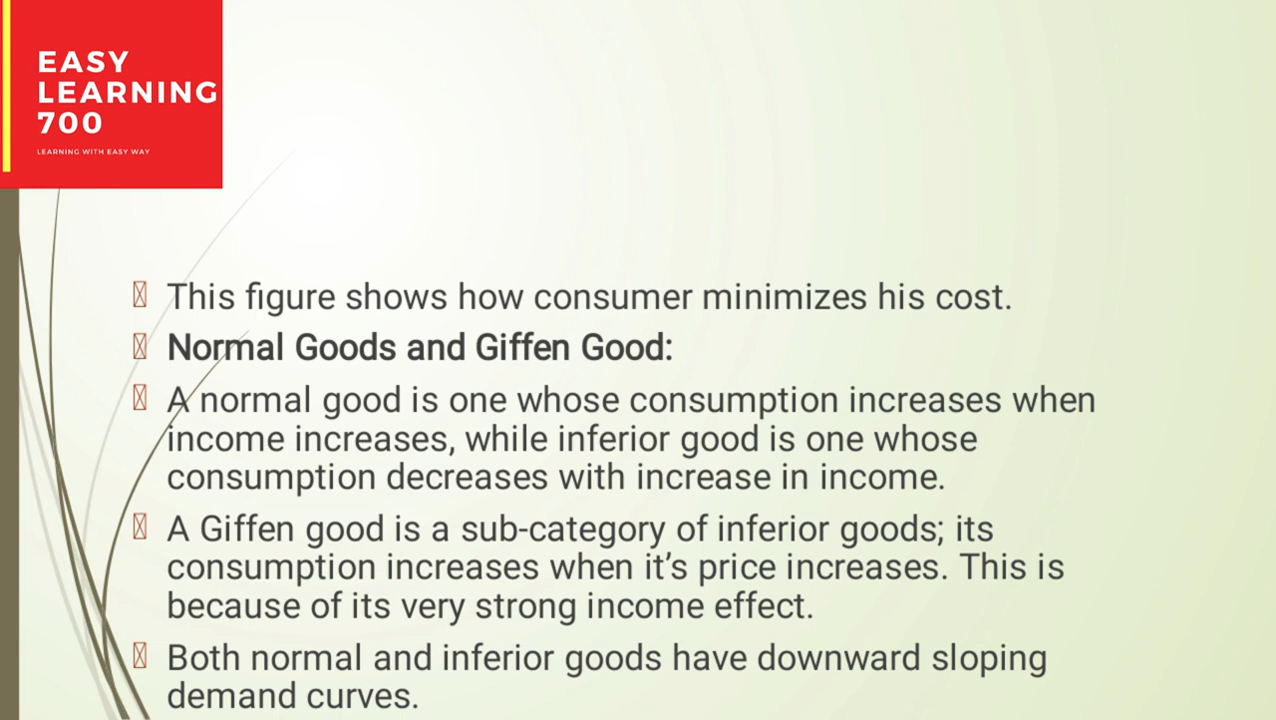 EASY
LEARNING
700
LEARNING WITH EASY WAY
This figure shows how consumer minimizes his cost.
Normal Goods and Giffen Good:
A normal good is one whose consumption increases when
income increases, while inferior good is one whose
consumption decreases with increase in income.
A Giffen good is a sub-category of inferior goods; its
consumption increases when it’s price increases. This is
because of its very strong income effect.
Both normal and inferior goods have downward sloping
demand curves.